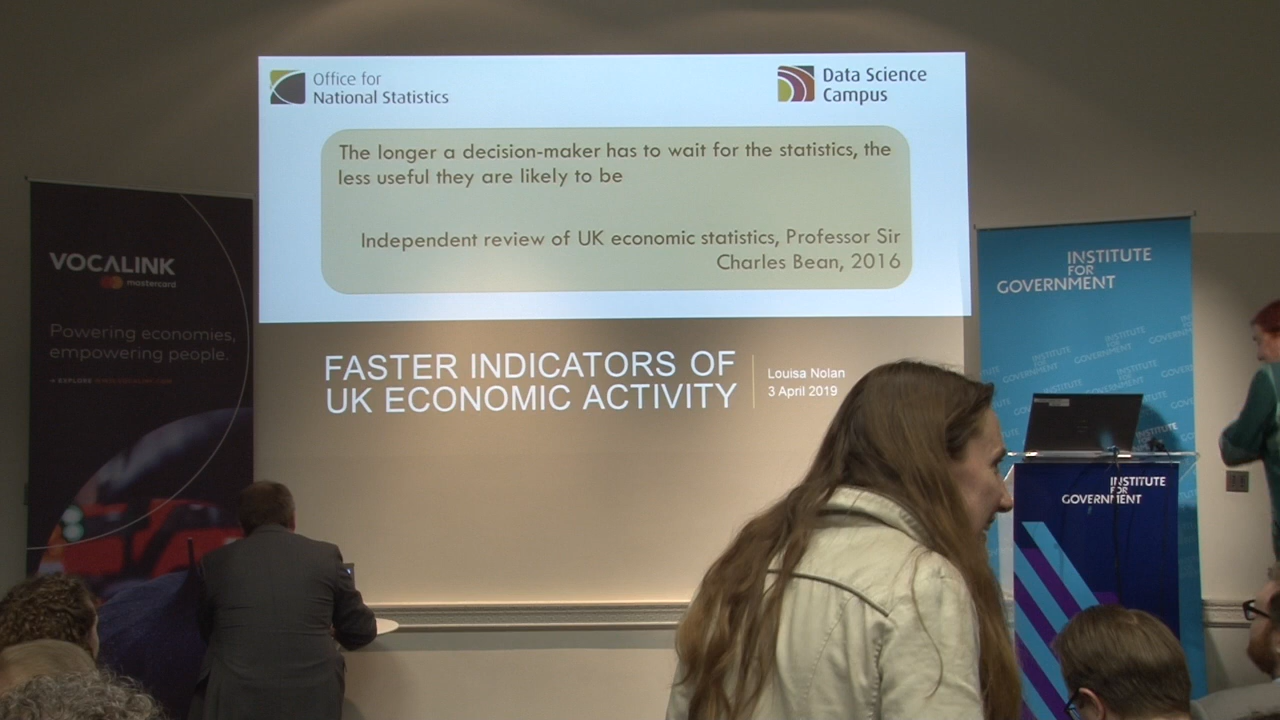 Office for
National Statistics
Data Science
Campus
The longer a decision-maker has to wait for the statistics, the
less useful they are likely to be
Independent review of UK economic statistics, Professor Sir
Charles Bean, 2016
FASTER INDICATORS OF
UK ECONOMIC ACTIVITY
Louisa Nolan
3 April 2019
VOCALINK
mastercard
Powering economies,
empowering people.
EXPLORE
INSTITUTE
FOR
GOVERNMENT
INSTITUTE
FOR
GOVERNMENT